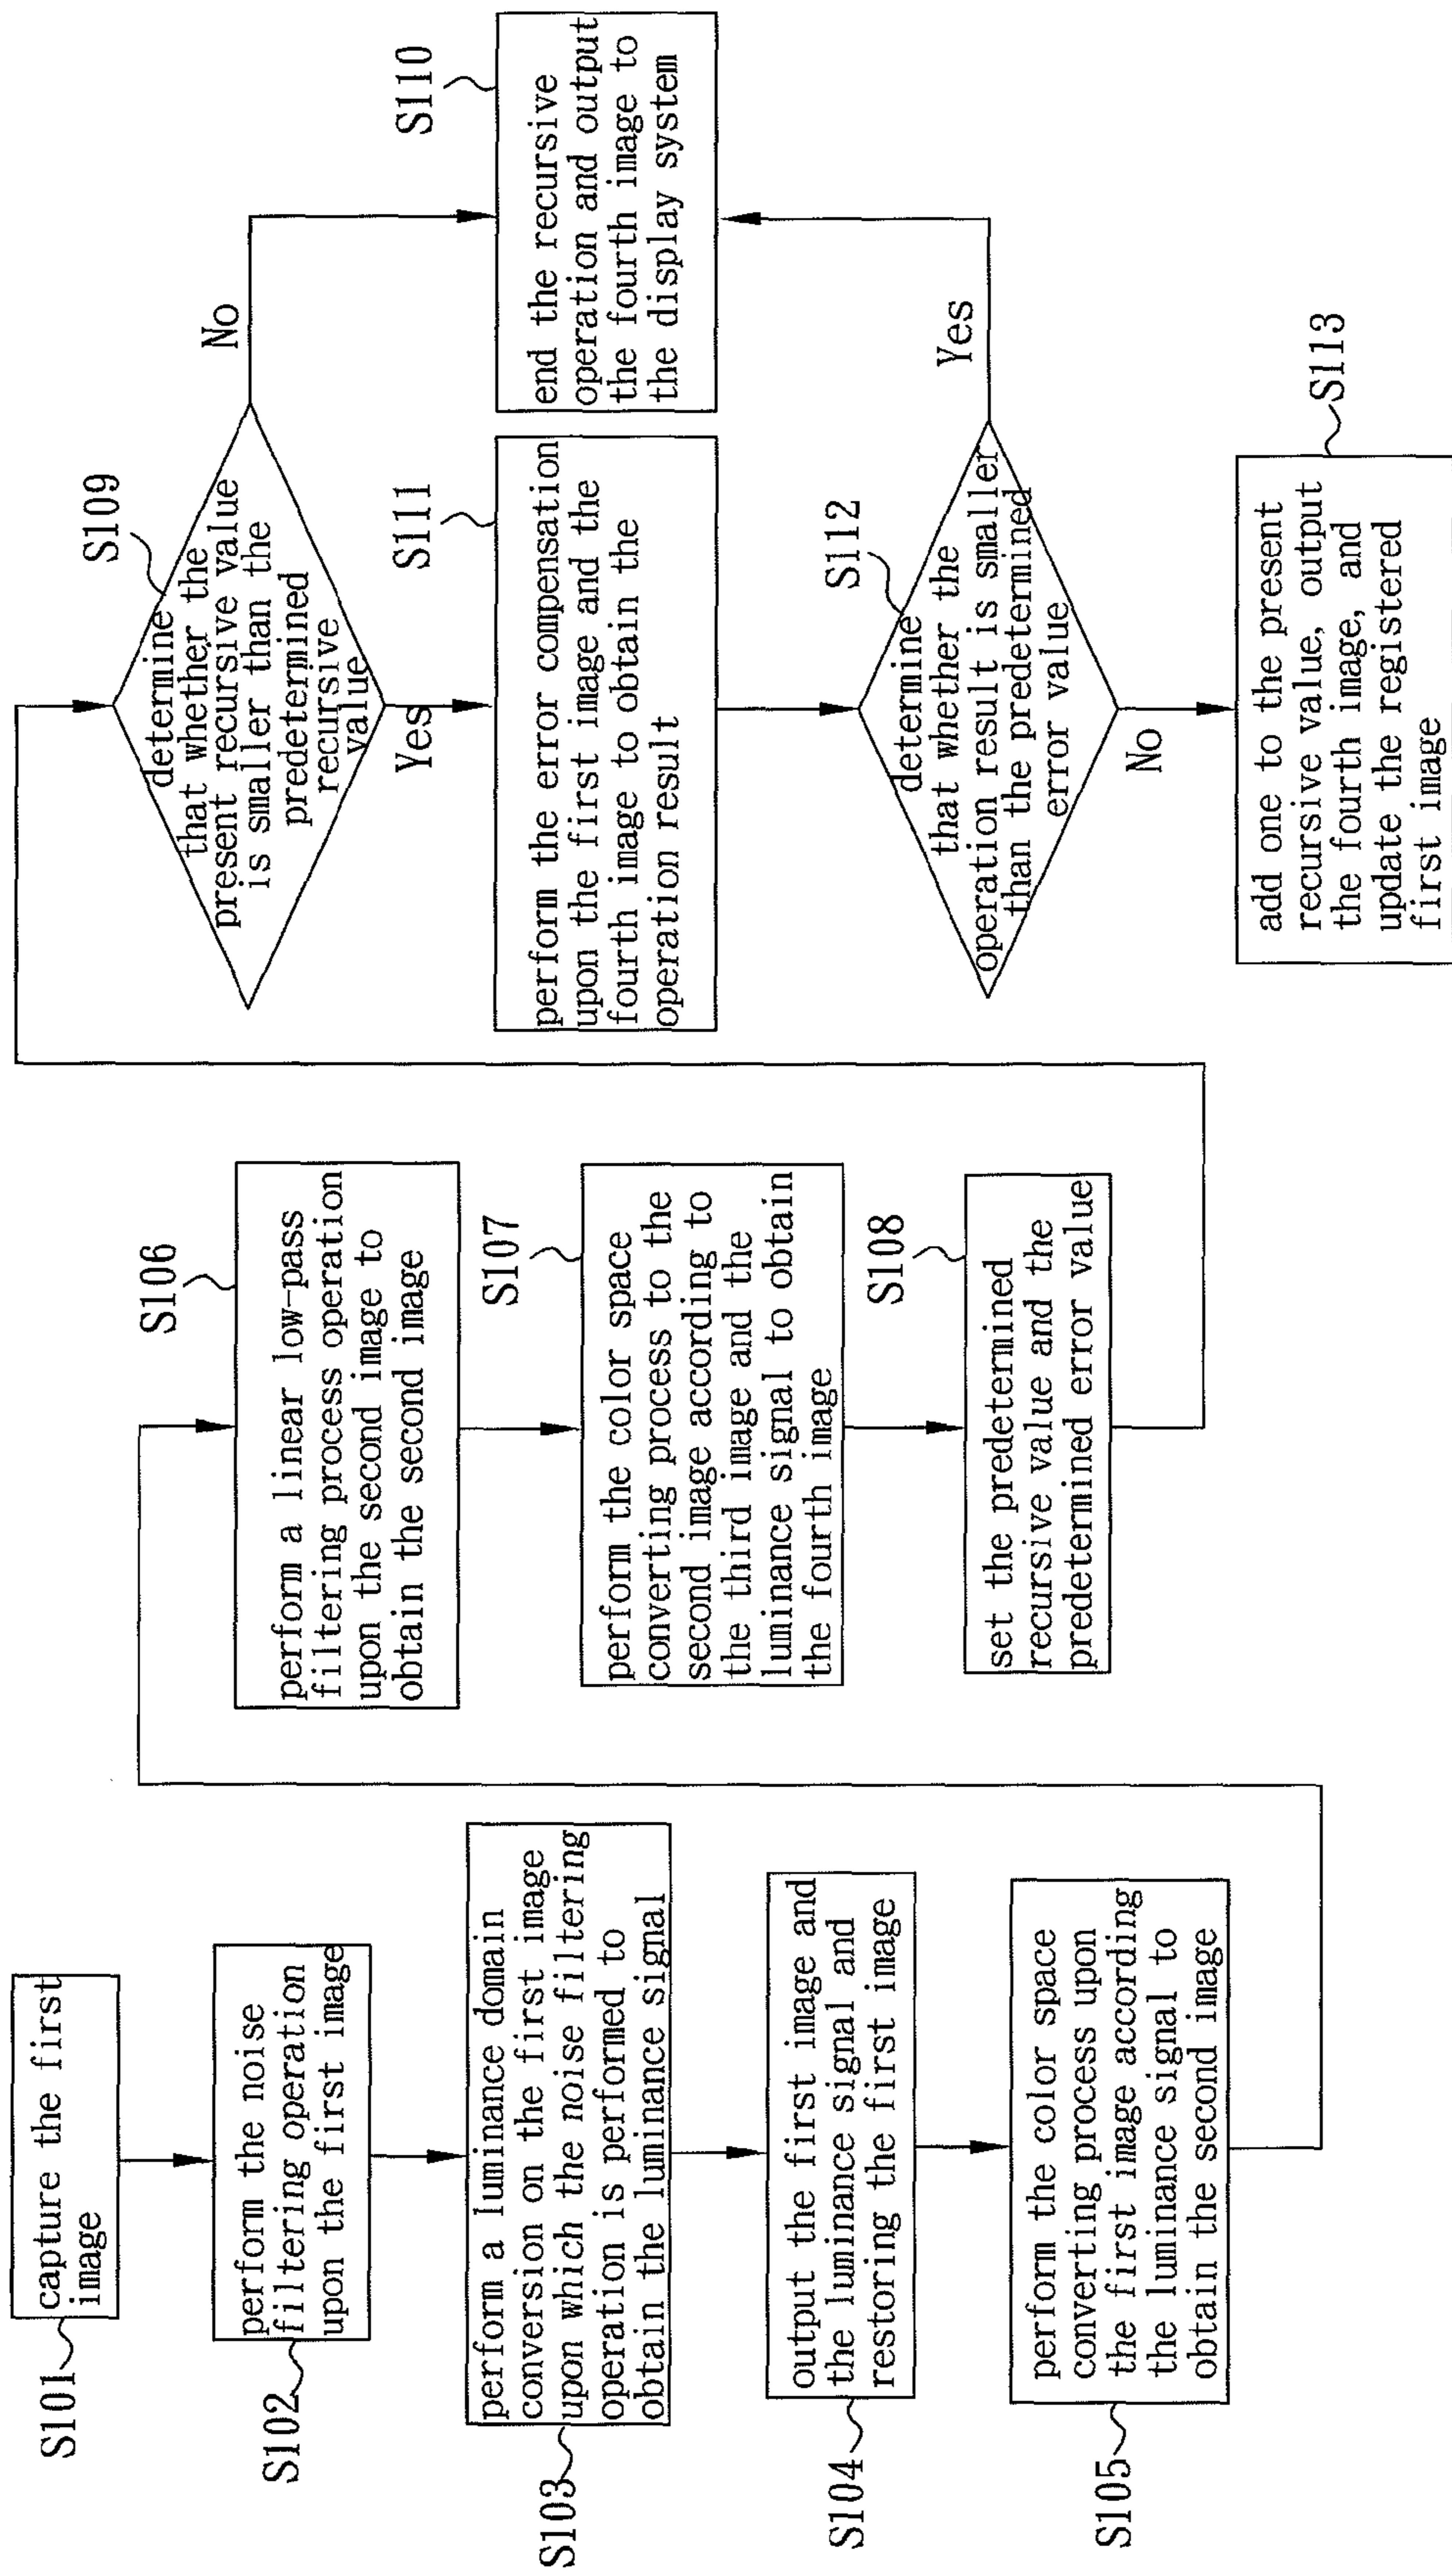 S101
capture the first
image
S102
perform the noise
filtering operation
upon the first image
S103
perform a luminance domain
conversion on the first image
upon which the noise filtering
operation is performed to
obtain the luminance signal
S104
output the first image and
the luminance signal and
restoring the first image
S105
perform the color space
converting process upon
the first image according
the luminance signal to
obtain the second image
S106
perform a linear low-pass
filtering process operation
upon the second image to
obtain the second image
S107
perform the color space
converting process to the
second image according to
the third image and the
luminance signal to obtain
the fourth image
S108
set the predetermined
recursive value and the
predetermined error value
S109
determine
that whether the
present recursive value
is smaller than the
predetermined
recursive
value
No
Yes
S110
end the recursive
operation and output
the fourth image to
the display system
S111
perform the error compensation
upon the first image and the
fourth image to obtain the
operation result
S112
determine
that whether the
operation result is smaller
than the predetermined
error value
Yes
No
S113
add one to the present
recursive value, output
the fourth image, and
update the registered
first image